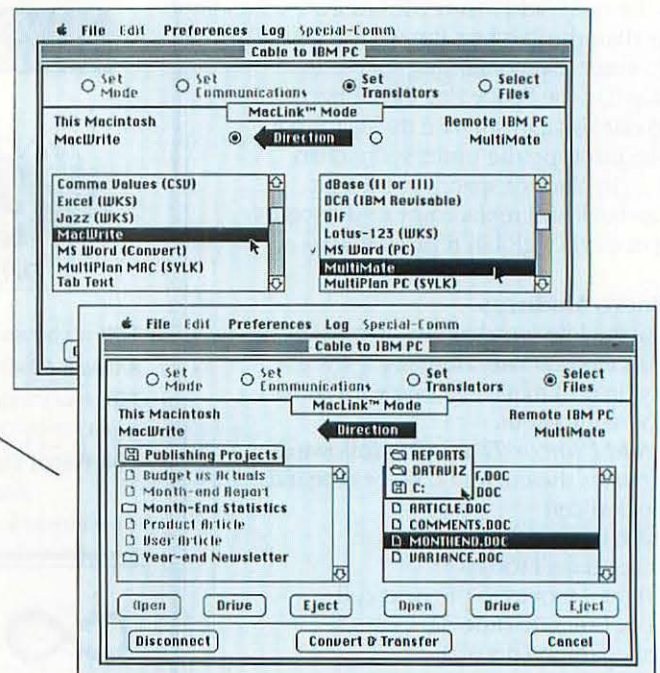 File Edit Preferences Log Special-Comm
Cable to IBM PC
Set Mode Set Communications Set Translators Select Files
MacLink™ Mode
This Macintosh Remote IBM PC
MacWrite Direction MultiMate
Comma Values (CSV)
Excel (WKS)
Jazz (WKS)
MacWrite
MS Word (Convert)
MultiPlan MAC (SYLK)
Tab Text
dBase (II or III)
DCA (IBM Revisable)
DIF
Lotus-123 (WKS)
✓ MS Word (PC)
MultiMate
MultiPlan PC (SYLK)
File Edit Preferences Log Special-Comm
Cable to IBM PC
Set Mode Set Communications Set Translators Select Files
MacLink™ Mode
This Macintosh Remote IBM PC
MacWrite Direction MultiMate
Publishing Projects
Budget vs Actuals
Month-end Report
Month-End Statistics
Product Article
User Article
Year-end Newsletter
REPORTS
DATAVIZ
C:
.DOC
.DOC
ARTICLE.DOC
COMMENTS.DOC
MONTHEND.DOC
VARIANCE.DOC
Open Drive Eject Open Drive Eject
Disconnect Convert & Transfer Cancel